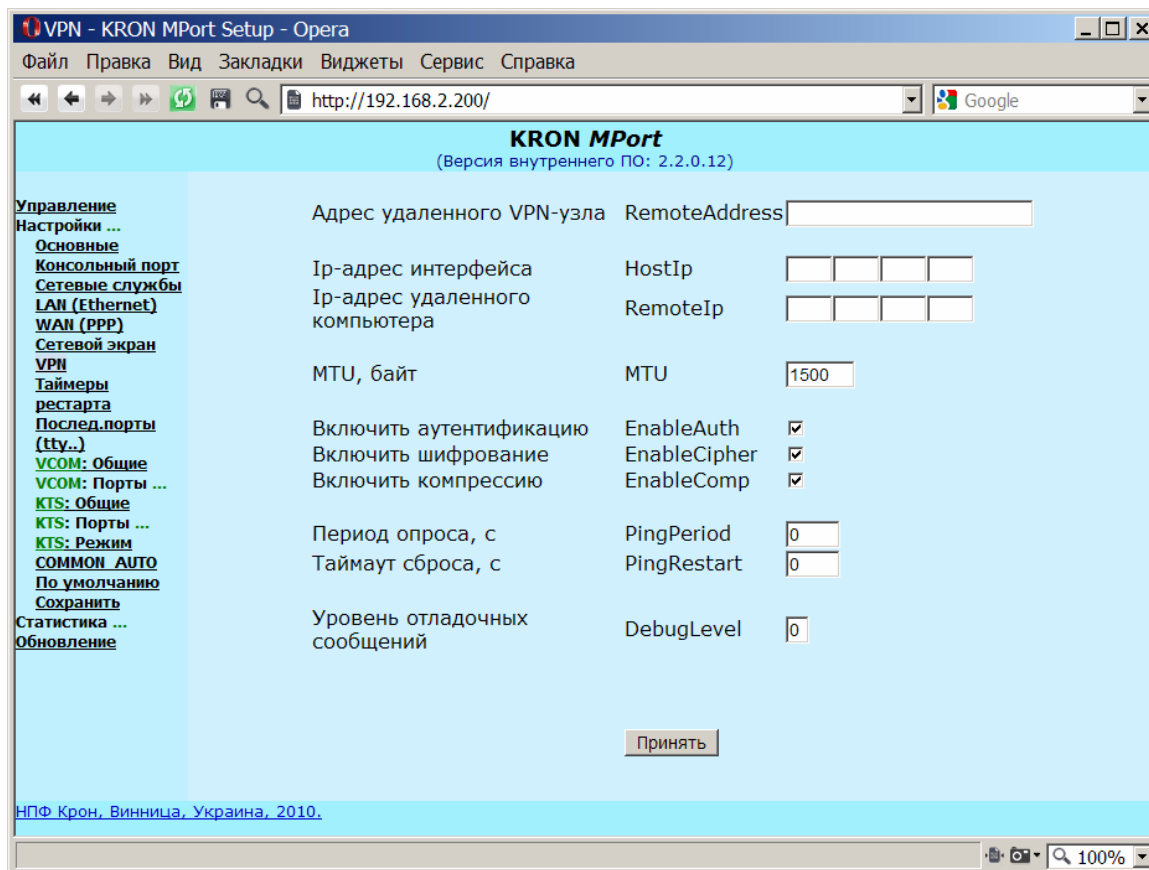 VPN - KRON MPort Setup - Opera
Файл Правка Вид Закладки Виджеты Сервис Справка
http://192.168.2.200/ Google
KRON MPort
(Версия внутреннего ПО: 2.2.0.12)
Управление
Настройки ...
Основные
Консольный порт
Сетевые службы
LAN (Ethernet)
WAN (PPP)
Сетевой экран
VPN
Таймеры
рестарта
Послед.порты
(tty..)
VCOM: Общие
VCOM: Порты ...
KTS: Общие
KTS: Порты ...
KTS: Режим
COMMON_AUTO
По умолчанию
Сохранить
Статистика ...
Обновление
Адрес удаленного VPN-узла RemoteAddress
Ip-адрес интерфейса HostIp
Ip-адрес удаленного
компьютера RemoteIp
MTU, байт MTU 1500
Включить аутентификацию EnableAuth
Включить шифрование EnableCipher
Включить компрессию EnableComp
Период опроса, с PingPeriod 0
Таймаут сброса, с PingRestart 0
Уровень отладочных
сообщений DebugLevel 0
Принять
НПФ Крон, Винница, Украина, 2010.
100%